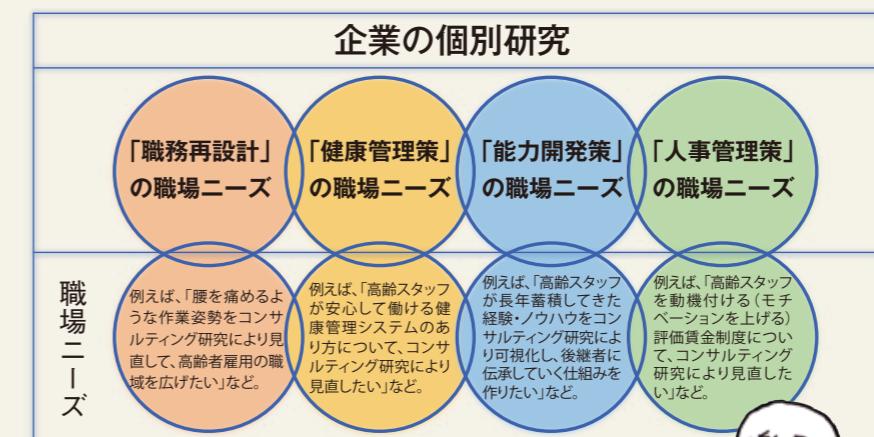 企業の個別研究
「職務再設計」
の職場ニーズ
「健康管理策」
の職場ニーズ
「能力開発策」
の職場ニーズ
「人事管理策」
の職場ニーズ
職場ニーズ
例えば、「腰を痛めるよ
うな作業姿勢をコンサ
ルティング研究により見
直して、高齢者雇用の職
域を広げたい」など。
例えば、「高齢スタッフ
が安心して働ける健
康管理システムのあ
り方について、コンサ
ルティング研究により
見直したい」など。
例えば、「高齢スタッフ
が長年蓄積してきた
経験・ノウハウをコン
サルティング研究によ
り可視化し、後継者に
伝承していく仕組みを
作りたい」など。
例えば、「高齢スタッフ
を動機付ける（モチ
ベーションを上げる）
評価賃金制度につい
て、コンサルティング
研究により見直した
い」など。